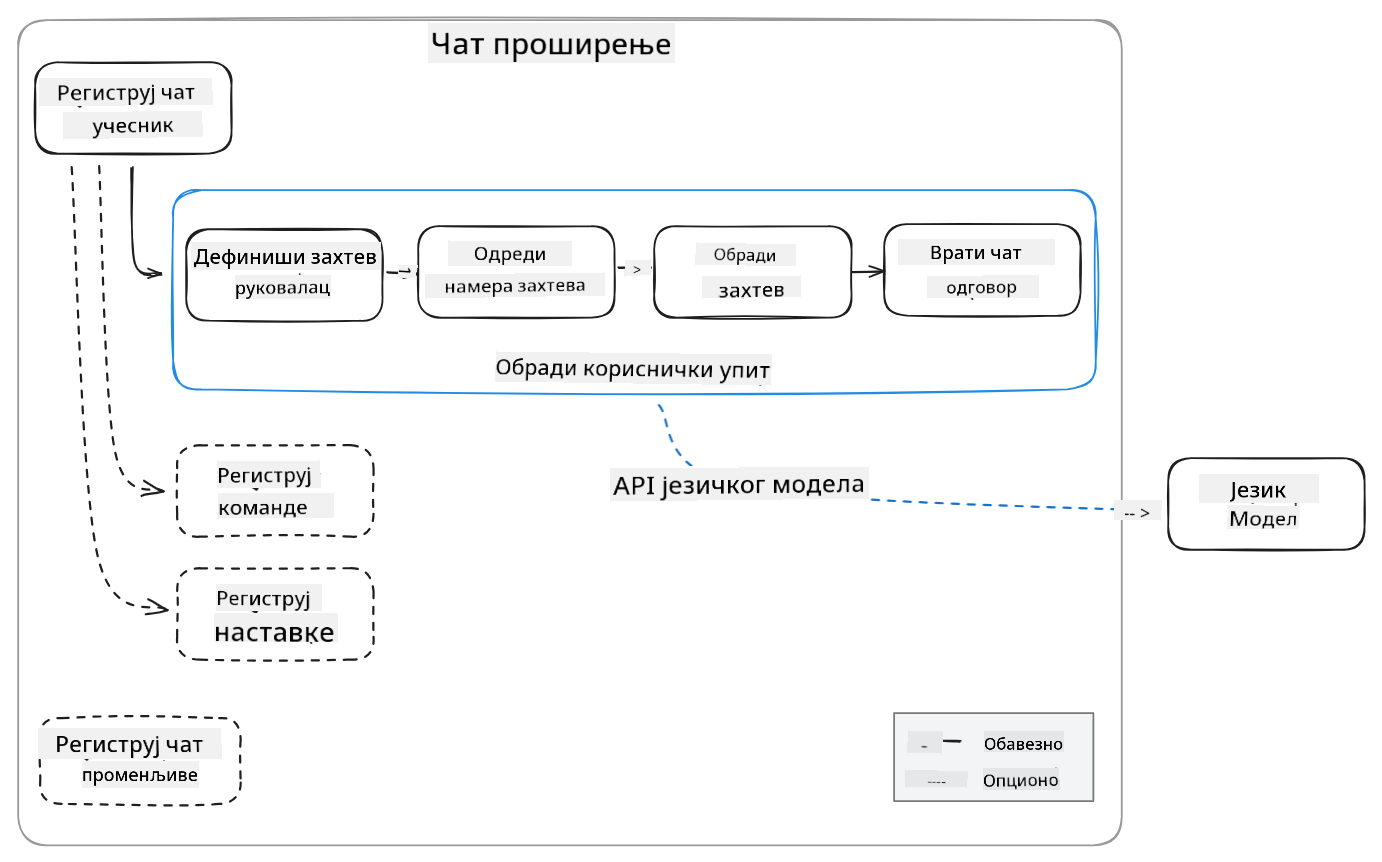 Чат проширење
Региструј чат
учесник
Дефиниши захтев
руковалац
Одреди
намера захтева
>
Обради
захтев
Врати чат
одговор
Обради кориснички упит
Региструј
команде
API језичког модела
-- >
Језик
Модел
Региструј
наставке
Региструј чат
променљиве
Обавезно
Опционо